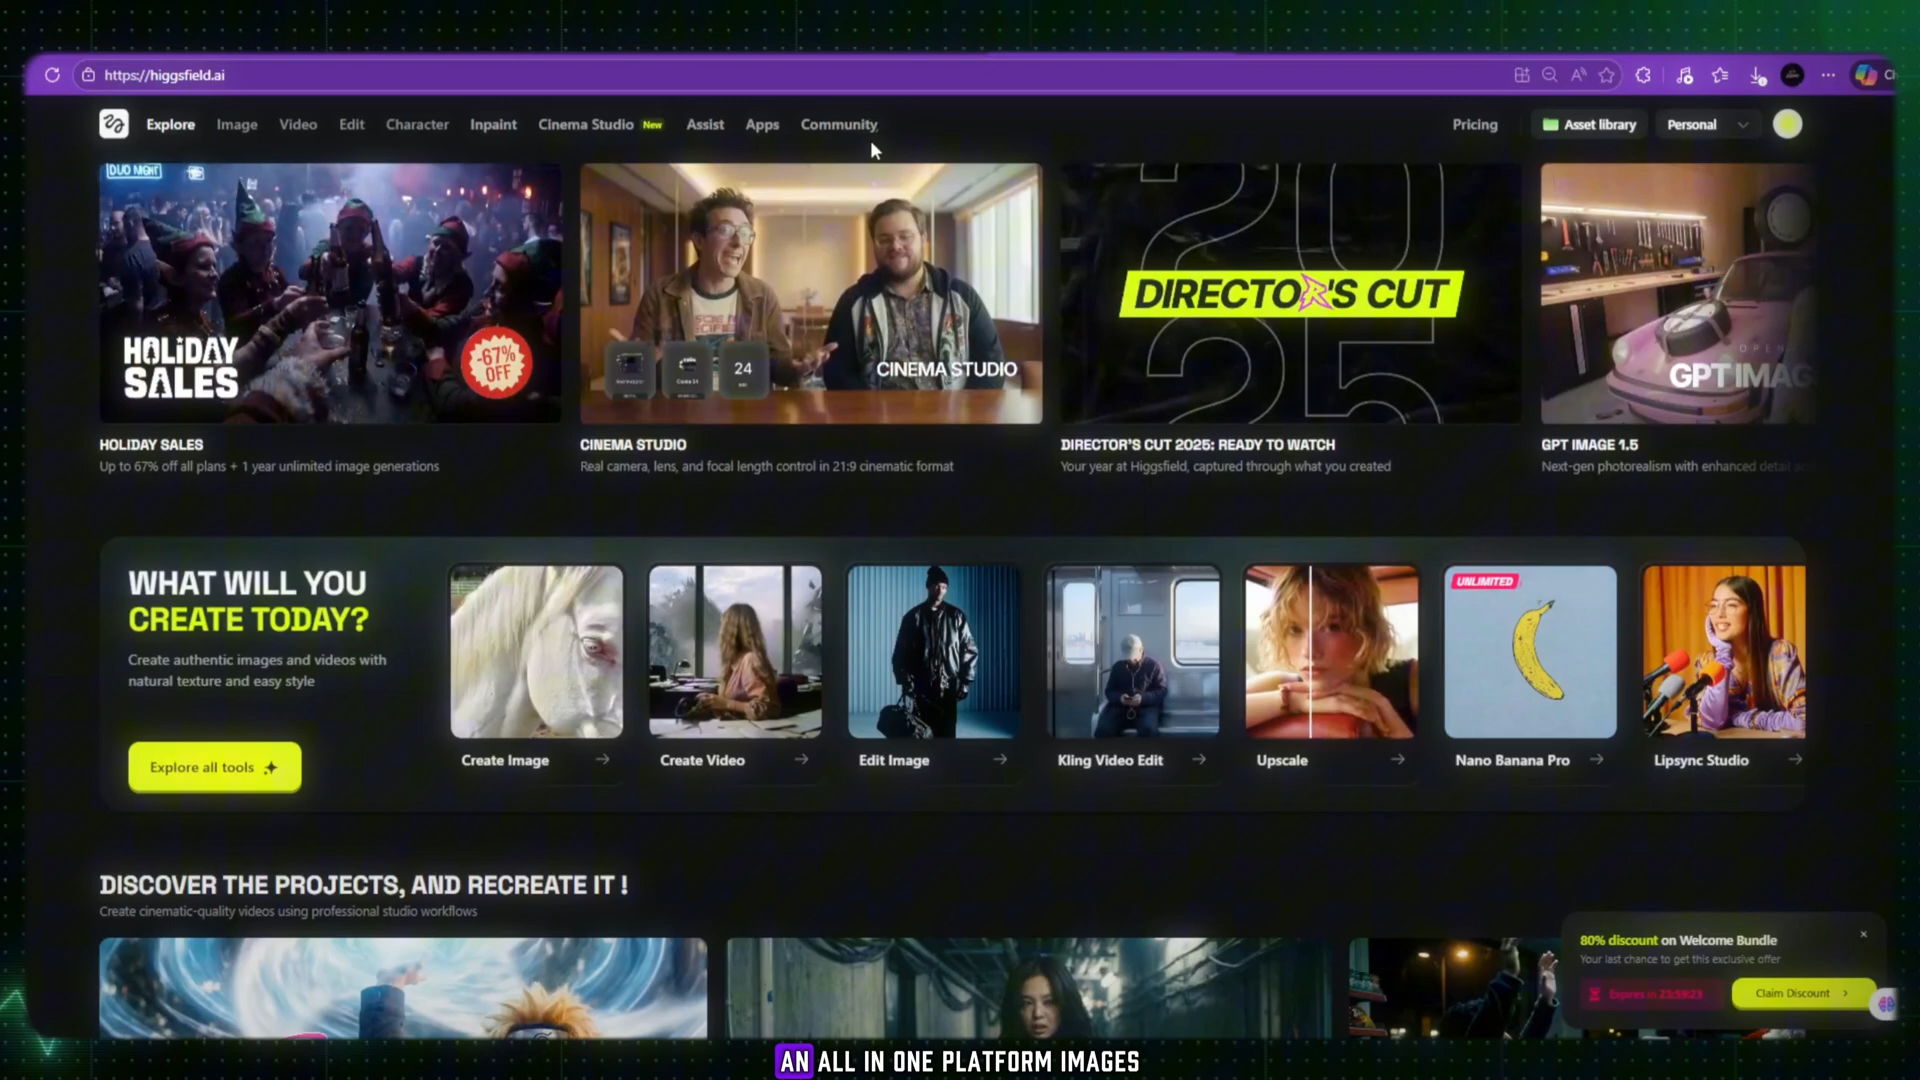 https://higgsfield.ai
Explore Image Video Edit Character Inpaint Cinema Studio New Assist Apps Community Pricing Asset library Personal
DUO NIGHT
HOLIDAY
SALES
-67%
OFF
24
CINEMA STUDIO
2025
DIRECTOR'S CUT
GPT IMAG
HOLIDAY SALES
Up to 67% off all plans + 1 year unlimited image generations
CINEMA STUDIO
Real camera, lens, and focal length control in 21:9 cinematic format
DIRECTOR'S CUT 2025: READY TO WATCH
Your year at Higgsfield, captured through what you created
GPT IMAGE 1.5
Next-gen photorealism with enhanced detail
WHAT WILL YOU
CREATE TODAY?
Create authentic images and videos with
natural texture and easy style
Explore all tools
UNLIMITED
Create Image
Create Video
Edit Image
Kling Video Edit
Upscale
Nano Banana Pro
Lipsync Studio
DISCOVER THE PROJECTS, AND RECREATE IT !
Create cinematic-quality videos using professional studio workflows
80% discount on Welcome Bundle
Your last chance to get this exclusive offer
Expires in 23:59:23
Claim Discount
AN ALL IN ONE PLATFORM IMAGES